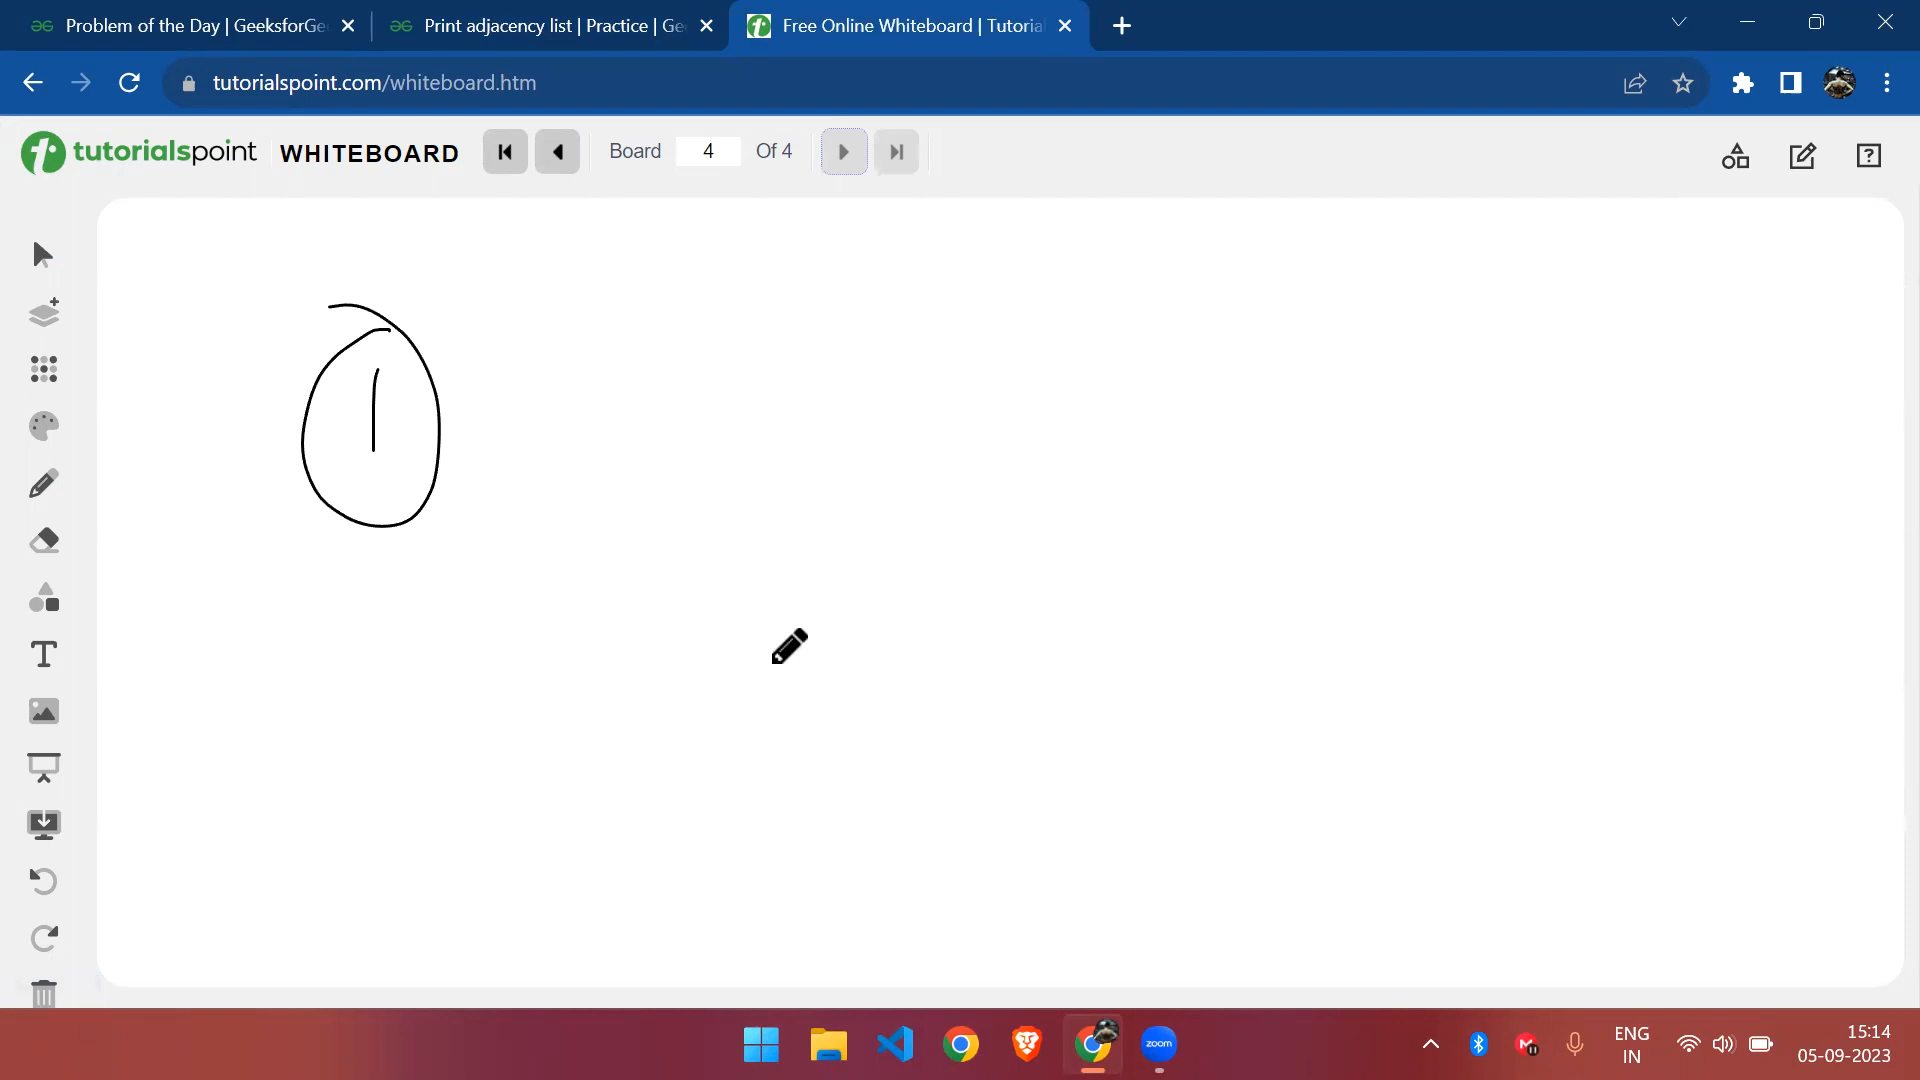 Problem of the Day | GeeksforGe
Print adjacency list | Practice | Ge
Free Online Whiteboard | Tutoria
tutorialspoint.com/whiteboard.htm
tutorialspoint WHITEBOARD Board 4 Of 4
1
zoom
ENG
IN
15:14
05-09-2023